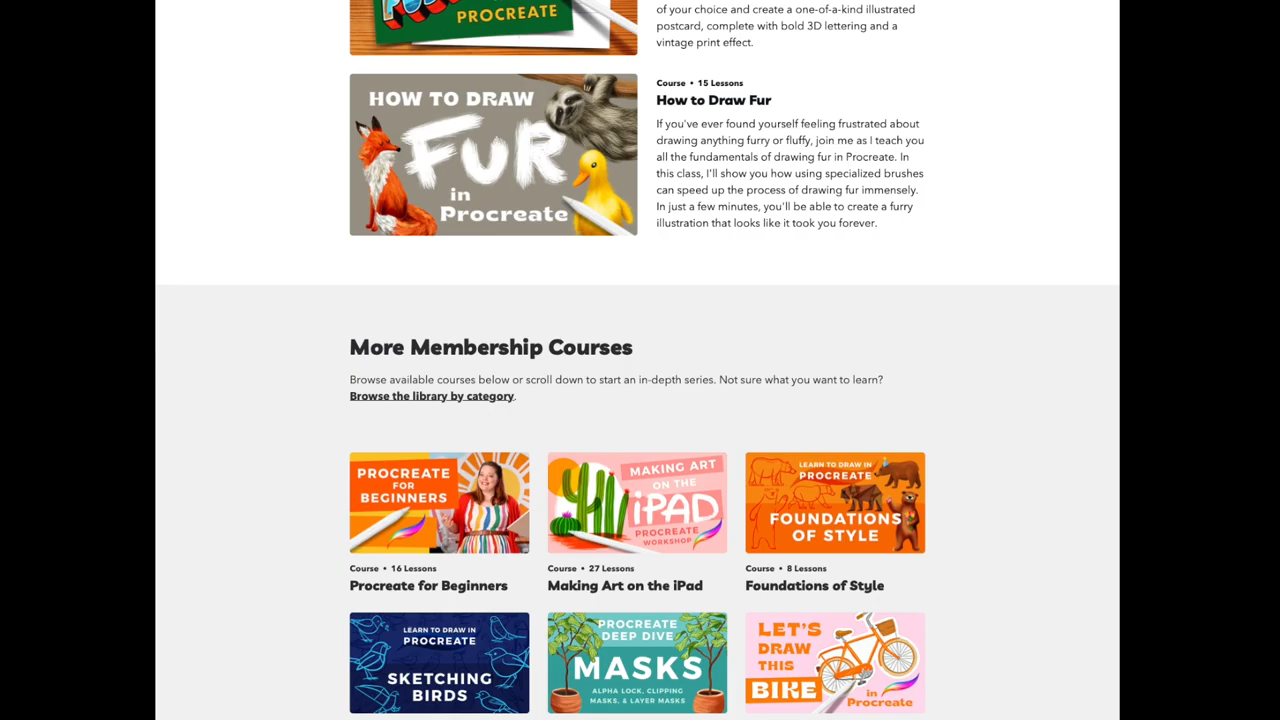 PROCREATE
of your choice and create a one-of-a-kind illustrated
postcard, complete with bold 3D lettering and a
vintage print effect.
HOW TO DRAW
FUR
in
Procreate
Course • 15 Lessons
How to Draw Fur
If you've ever found yourself feeling frustrated about
drawing anything furry or fluffy, join me as I teach you
all the fundamentals of drawing fur in Procreate. In
this class, I'll show you how using specialized brushes
can speed up the process of drawing fur immensely.
In just a few minutes, you'll be able to create a furry
illustration that looks like it took you forever.
More Membership Courses
Browse available courses below or scroll down to start an in-depth series. Not sure what you want to learn?
Browse the library by category.
PROCREATE
FOR
BEGINNERS
Course • 16 Lessons
Procreate for Beginners
MAKING ART
ON THE
iPAD
PROCREATE
WORKSHOP
Course • 27 Lessons
Making Art on the iPad
LEARN TO DRAW IN
PROCREATE
FOUNDATIONS
OF STYLE
Course • 8 Lessons
Foundations of Style
LEARN TO DRAW IN
PROCREATE
SKETCHING
BIRDS
PROCREATE
DEEP DIVE
MASKS
ALPHA LOCK, CLIPPING
MASKS, & LAYER MASKS
LET'S
DRAW
THIS
BIKE
in
Procreate